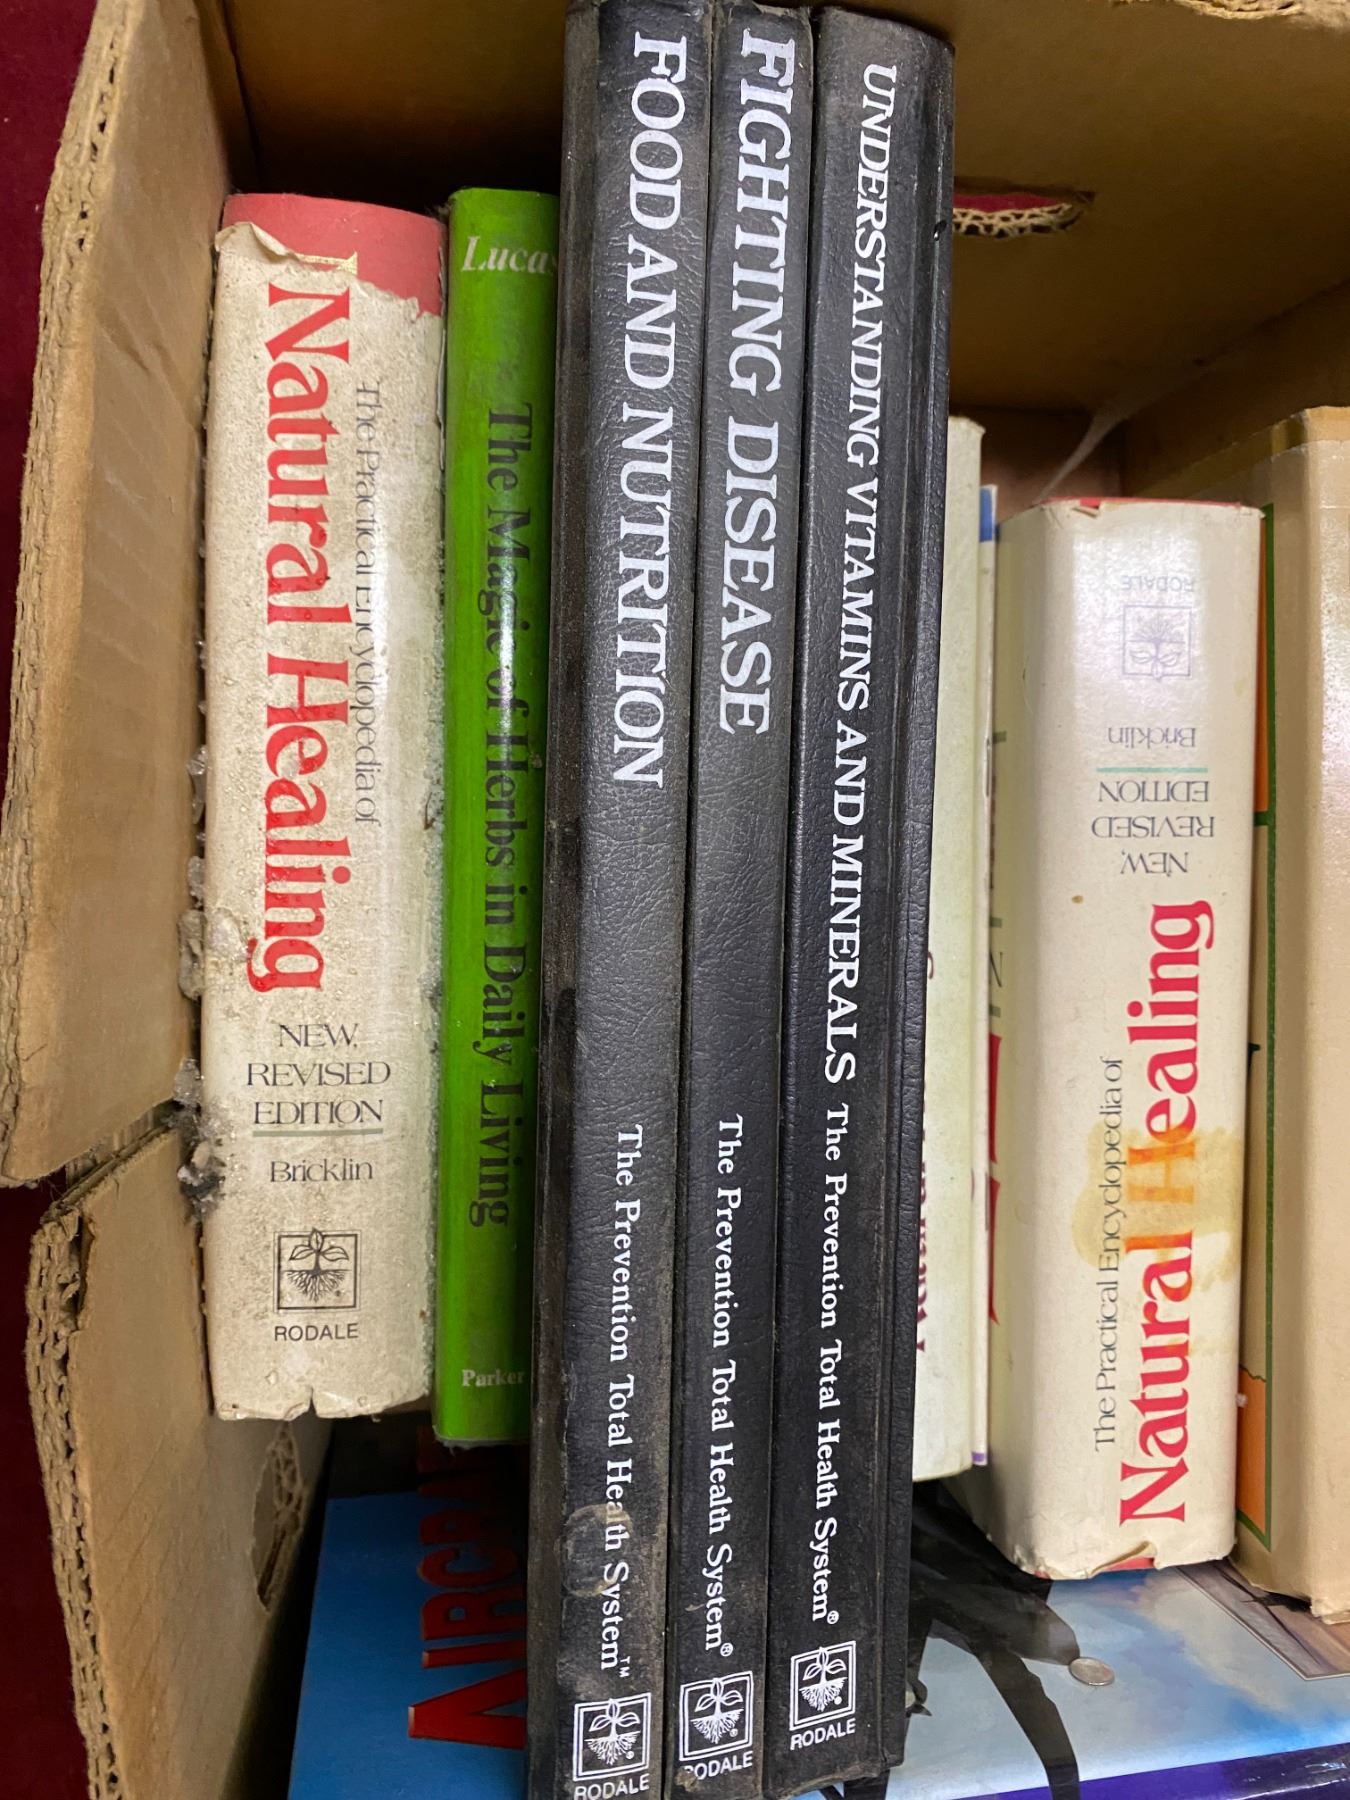 The Practical Encyclopedia of
Natural Healing
NEW,
REVISED
EDITION
Bricklin
RODALE
Lucas
The Magic of Herbs in Daily Living
Parker
FOOD AND NUTRITION
The Prevention Total Health System™
RODALE
FIGHTING DISEASE
The Prevention Total Health System®
RODALE
UNDERSTANDING VITAMINS AND MINERALS
The Prevention Total Health System®
RODALE
The Practical Encyclopedia of
Natural Healing
NEW,
REVISED
EDITION
Bricklin
RODALE